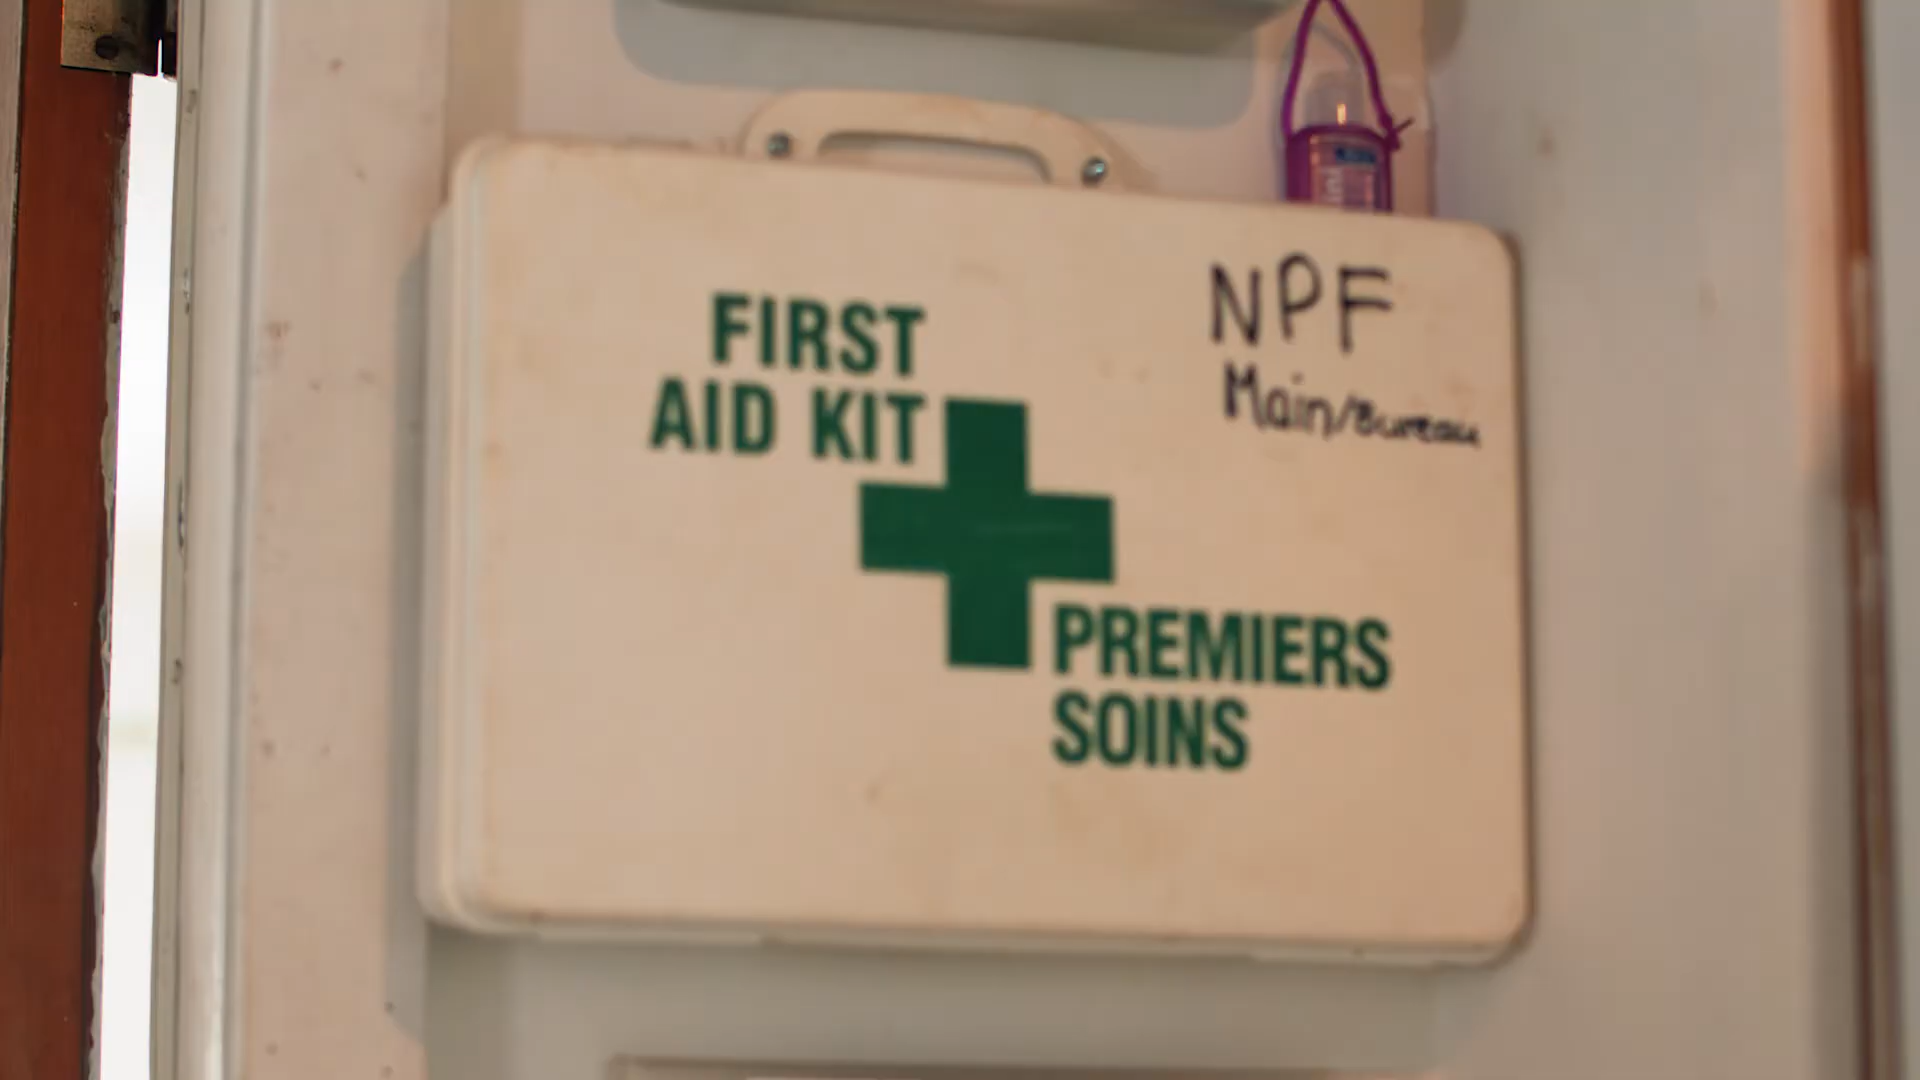 FIRST
AID KIT
PREMIERS
SOINS
NPF
Main/Bureau